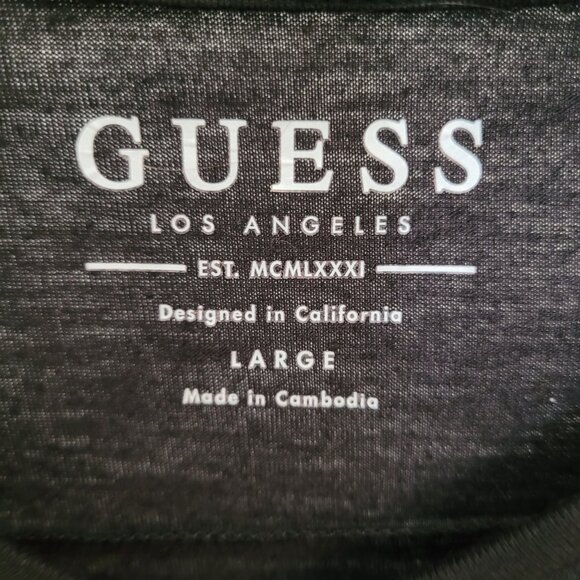 GUESS
LOS ANGELES
EST. MCMLXXXI
Designed in California
LARGE
Made in Cambodia